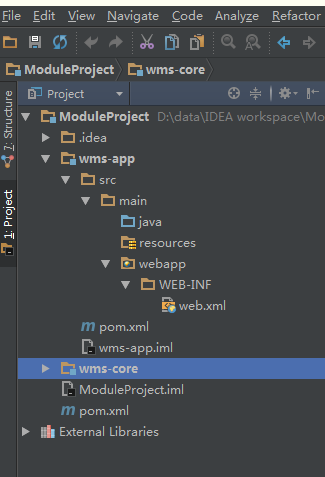 File Edit View Navigate Code Analyze Refactor
ModuleProject wms-core
Project
ModuleProject D:\data\IDEA workspace\Mo
.idea
wms-app
src
main
java
resources
webapp
WEB-INF
web.xml
pom.xml
wms-app.iml
wms-core
ModuleProject.iml
pom.xml
External Libraries
7: Structure
1: Project